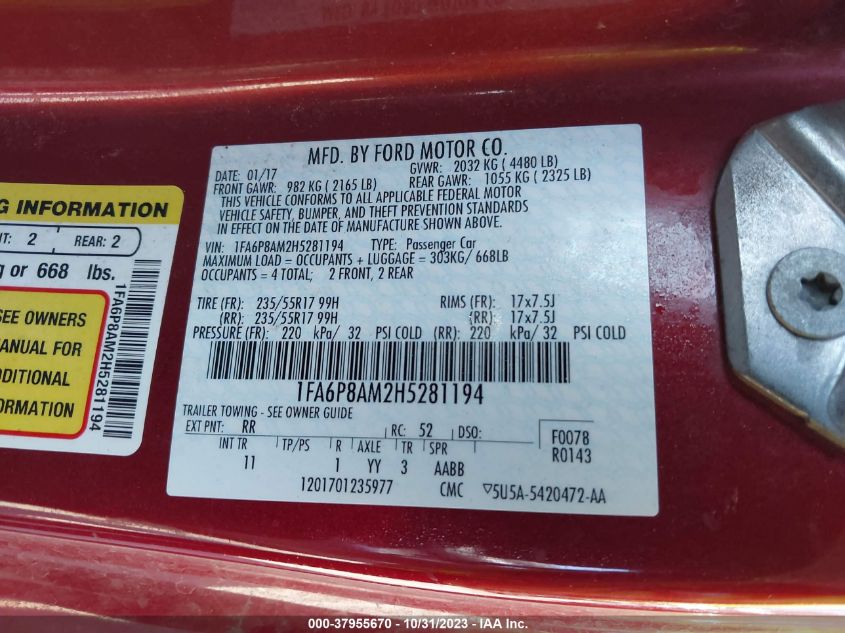 MFD. BY FORD MOTOR CO.
DATE: 01/17 GVWR: 2032 KG ( 4480 LB)
FRONT GAWR: 982 KG ( 2165 LB) REAR GAWR: 1055 KG ( 2325 LB)
THIS VEHICLE CONFORMS TO ALL APPLICABLE FEDERAL MOTOR
VEHICLE SAFETY, BUMPER, AND THEFT PREVENTION STANDARDS
IN EFFECT ON THE DATE OF MANUFACTURE SHOWN ABOVE.
VIN: 1FA6P8AM2H5281194 TYPE: Passenger Car
MAXIMUM LOAD = OCCUPANTS + LUGGAGE = 303KG/ 668LB
OCCUPANTS = 4 TOTAL; 2 FRONT, 2 REAR
TIRE (FR): 235/55R17 99H RIMS (FR): 17x7.5J
(RR): 235/55R17 99H (RR): 17x7.5J
PRESSURE (FR): 220 kPa/ 32 PSI COLD (RR): 220 kPa/ 32 PSI COLD
1FA6P8AM2H5281194
TRAILER TOWING - SEE OWNER GUIDE
EXT PNT: RR RC: 52 DSO: F0078
INT TR TP/PS R AXLE TR SPR R0143
11 1 YY 3 AABB
1201701235977 CMC ▽5U5A-5420472-AA
G INFORMATION
NT: 2 REAR: 2
g or 668 lbs.
SEE OWNERS
MANUAL FOR
ADDITIONAL
INFORMATION
1FA6P8AM2H5281194
000-37955670 - 10/31/2023 - IAA Inc.